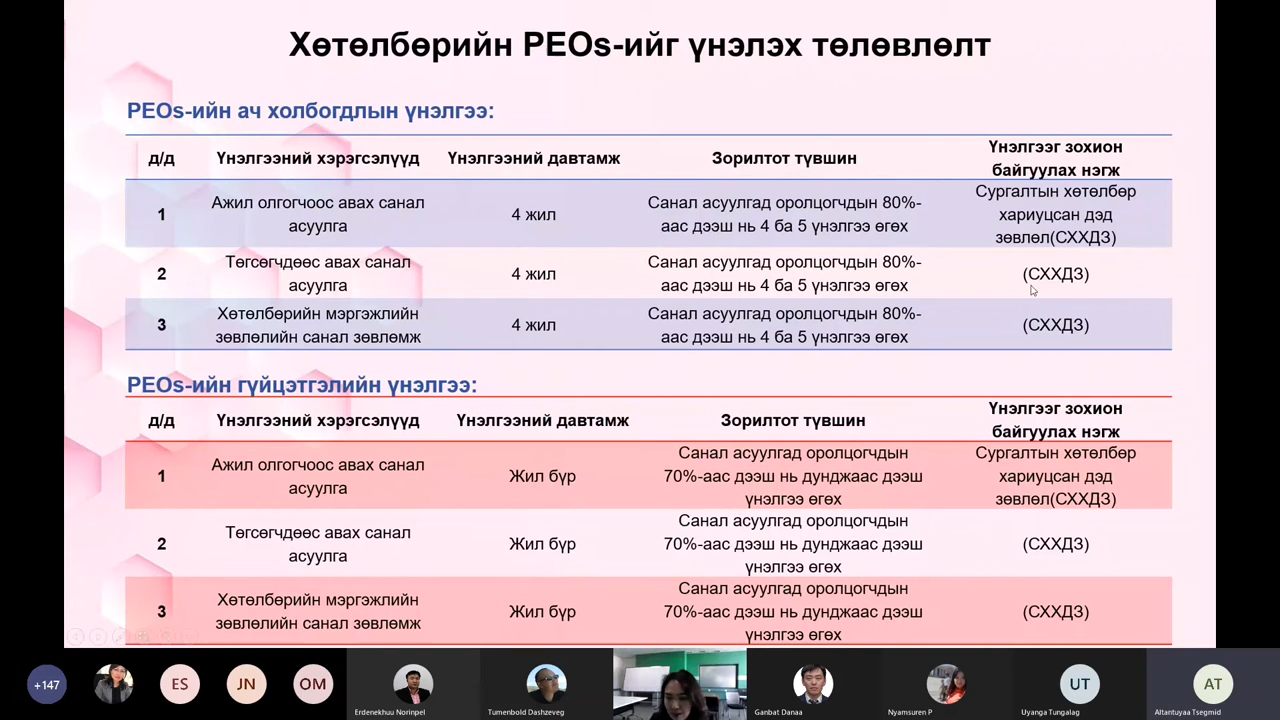 Хөтөлбөрийн PEOs-ийг үнэлэх төлөвлөлт
PEOs-ийн ач холбогдлын үнэлгээ:
д/д Үнэлгээний хэрэгсэлүүд Үнэлгээний давтамж Зорилтот түвшин Үнэлгээг зохион
байгуулах нэгж
1 Ажил олгогчоос авах санал
асуулга 4 жил Санал асуулгад оролцогчдын 80%-
аас дээш нь 4 ба 5 үнэлгээ өгөх Сургалтын хөтөлбөр
хариуцсан дэд
зөвлөл(СХХДЗ)
2 Төгсөгчдөөс авах санал
асуулга 4 жил Санал асуулгад оролцогчдын 80%-
аас дээш нь 4 ба 5 үнэлгээ өгөх (СХХДЗ)
3 Хөтөлбөрийн мэргэжлийн
зөвлөлийн санал зөвлөмж 4 жил Санал асуулгад оролцогчдын 80%-
аас дээш нь 4 ба 5 үнэлгээ өгөх (СХХДЗ)
PEOs-ийн гүйцэтгэлийн үнэлгээ:
д/д Үнэлгээний хэрэгсэлүүд Үнэлгээний давтамж Зорилтот түвшин Үнэлгээг зохион
байгуулах нэгж
1 Ажил олгогчоос авах санал
асуулга Жил бүр Санал асуулгад оролцогчдын
70%-аас дээш нь дунджаас дээш
үнэлгээ өгөх Сургалтын хөтөлбөр
хариуцсан дэд
зөвлөл(СХХДЗ)
2 Төгсөгчдөөс авах санал
асуулга Жил бүр Санал асуулгад оролцогчдын
70%-аас дээш нь дунджаас дээш
үнэлгээ өгөх (СХХДЗ)
3 Хөтөлбөрийн мэргэжлийн
зөвлөлийн санал зөвлөмж Жил бүр Санал асуулгад оролцогчдын
70%-аас дээш нь дунджаас дээш
үнэлгээ өгөх (СХХДЗ)
+147 ES JN OM UT AT
Erdenekhuu Norinpel Tumenbold Dashzeveg Ganbat Danaa Nyamsuren P Uyanga Tungalag Altantuyaa Tsegmid